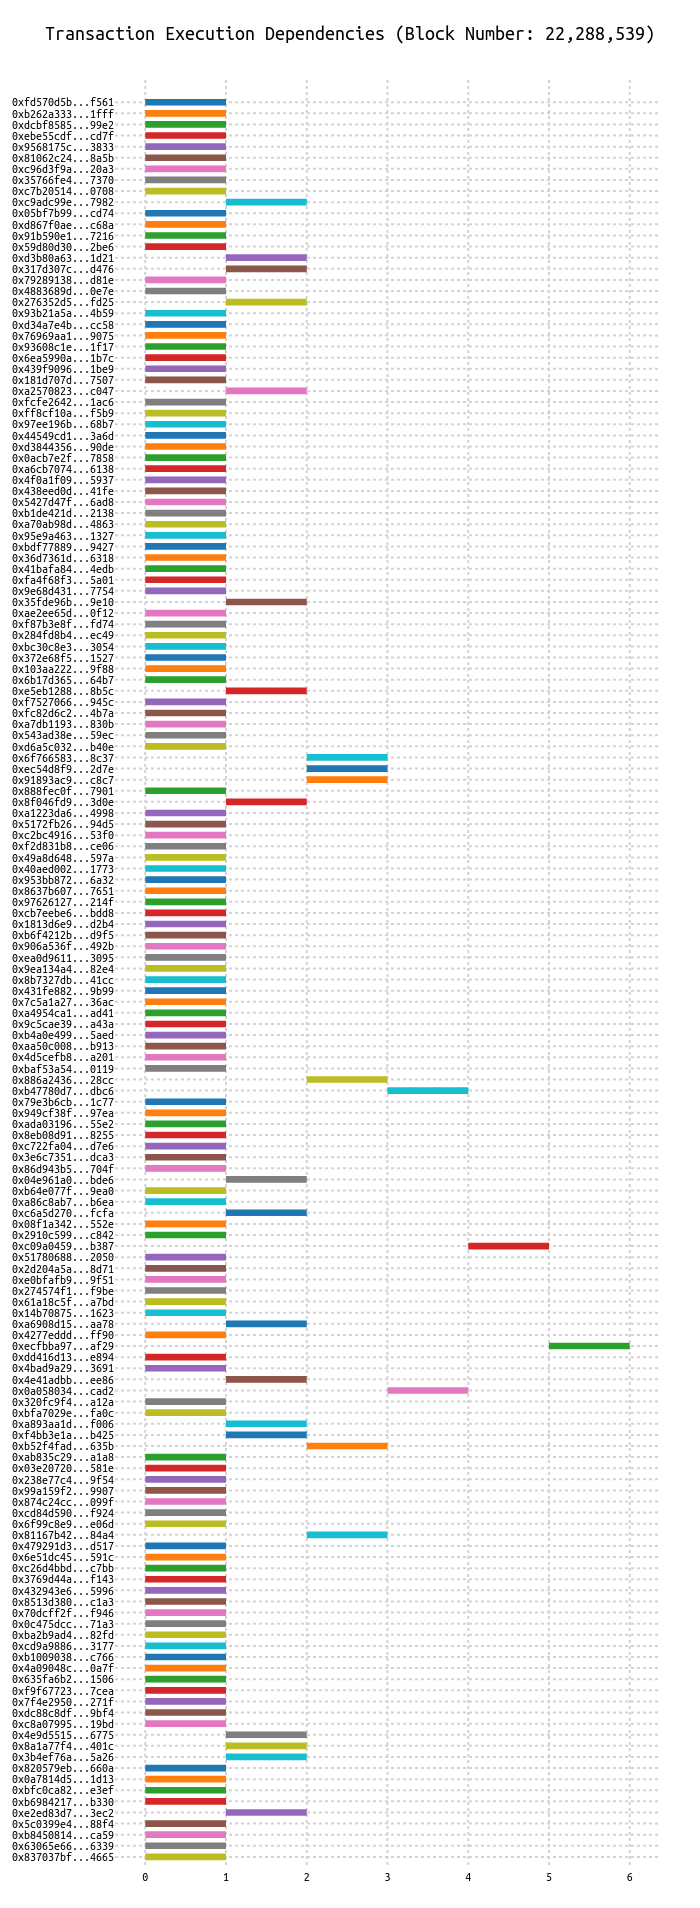 Transaction Execution Dependencies (Block Number: 22,288,539)
0xfd570d5b...f561
0xb262a333...1fff
0xdcbf8585...99e2
0xebe55cdf...cd7f
0x9568175c...3833
0x81062c24...8a5b
0xc96d3f9a...20a3
0x35766fe4...7370
0xc7b20514...0708
0xc9adc99e...7982
0x05bf7b99...cd74
0xd867f0ae...c68a
0x91b590e1...7216
0x59d80d30...2be6
0xd3b80a63...1d21
0x317d307c...d476
0x79289138...d81e
0x4883689d...0e7e
0x276352d5...fd25
0x93b21a5a...4b59
0xd34a7e4b...cc58
0x76969aa1...9075
0x93608c1e...1f17
0x6ea5990a...1b7c
0x439f9096...1be9
0x181d707d...7507
0xa2570823...c047
0xfcfe2642...1ac6
0xff8cf10a...f5b9
0x97ee196b...68b7
0x44549cd1...3a6d
0xd3844356...90de
0x0acb7e2f...7858
0xa6cb7074...6138
0x4f0a1f09...5937
0x438eed0d...41fe
0x5427d47f...6ad8
0xb1de421d...2138
0xa70ab98d...4863
0x95e9a463...1327
0xbdf77889...9427
0x36d7361d...6318
0x41bafa84...4edb
0xfa4f68f3...5a01
0x9e68d431...7754
0x35fde96b...9e10
0xae2ee65d...0f12
0xf87b3e8f...fd74
0x284fd8b4...ec49
0xbc30c8e3...3054
0x372e68f5...1527
0x103aa222...9f88
0x6b17d365...64b7
0xe5eb1288...8b5c
0xf7527066...945c
0xfc82d6c2...4b7a
0xa7db1193...830b
0x543ad38e...59ec
0xd6a5c032...b40e
0x6f766583...8c37
0xec54d8f9...2d7e
0x91893ac9...c8c7
0x888fec0f...7901
0x8f046fd9...3d0e
0xa1223da6...4998
0x5172fb26...94d5
0xc2bc4916...53f0
0xf2d831b8...ce06
0x49a8d648...597a
0x40aed002...1773
0x953bb872...6a32
0x8637b607...7651
0x97626127...214f
0xcb7eebe6...bdd8
0x1813d6e9...d2b4
0xb6f4212b...d9f5
0x906a536f...492b
0xea0d9611...3095
0x9ea134a4...82e4
0x8b7327db...41cc
0x431fe882...9b99
0x7c5a1a27...36ac
0xa4954ca1...ad41
0x9c5cae39...a43a
0xb4a0e499...5aed
0xaa50c008...b913
0x4d5cefb8...a201
0xbaf53a54...0119
0x886a2436...28cc
0xb47780d7...dbc6
0x79e3b6cb...1c77
0x949cf38f...97ea
0xada03196...55e2
0x8eb08d91...8255
0xc722fa04...d7e6
0x3e6c7351...dca3
0x86d943b5...704f
0x04e961a0...bde6
0xb64e077f...9ea0
0xa86c8ab7...b6ea
0xc6a5d270...fcfa
0x08f1a342...552e
0x2910c599...c842
0xc09a0459...b387
0x51780688...2050
0x2d204a5a...8d71
0xe0bfafb9...9f51
0x274574f1...f9be
0x61a18c5f...a7bd
0x14b70875...1623
0xa6908d15...aa78
0x4277eddd...ff90
0xecfbba97...af29
0xdd416d13...e894
0x4bad9a29...3691
0x4e41adbb...ee86
0x0a058034...cad2
0x320fc9f4...a12a
0xbfa7029e...fa0c
0xa893aa1d...f006
0xf4bb3e1a...b425
0xb52f4fad...635b
0xab835c29...a1a8
0x03e20720...581e
0x238e77c4...9f54
0x99a159f2...9907
0x874c24cc...099f
0xcd84d590...f924
0x6f99c8e9...e06d
0x81167b42...84a4
0x479291d3...d517
0x6e51dc45...591c
0xc26d4bbd...c7bb
0x3769d44a...f143
0x432943e6...5996
0x8513d380...c1a3
0x70dcff2f...f946
0x0c475dcc...71a3
0xba2b9ad4...82fd
0xcd9a9886...3177
0xb1009038...c766
0x4a09048c...0a7f
0x635fa6b2...1506
0xf9f67723...7cea
0x7f4e2950...271f
0xdc88c8df...9bf4
0xc8a07995...19bd
0x4e9d5515...6775
0x8a1a77f4...401c
0x3b4ef76a...5a26
0x820579eb...660a
0x0a7814d5...1d13
0xbfc0ca82...e3ef
0xb6984217...b330
0xe2ed83d7...3ec2
0x5c0399e4...88f4
0xb8450814...ca59
0x63065e66...6339
0x837037bf...4665
0 1 2 3 4 5 6